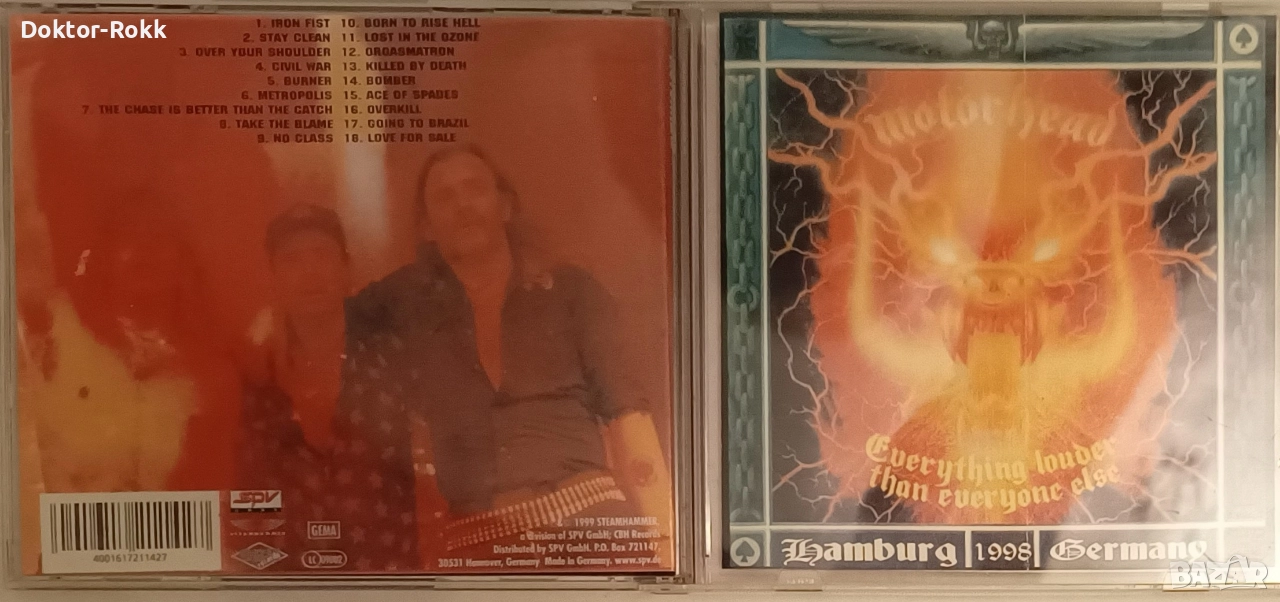 Doktor-Rokk
1. IRON FIST 10. BORN TO RISE HELL
2. STAY CLEAN 11. LOST IN THE OZONE
3. OVER YOUR SHOULDER 12. ORGASMATRON
4. CIVIL WAR 13. KILLED BY DEATH
5. BURNER 14. BOMBER
6. METROPOLIS 15. ACE OF SPADES
7. THE CHASE IS BETTER THAN THE CATCH 16. OVERKILL
8. TAKE THE BLAME 17. GOING TO BRAZIL
9. NO CLASS 18. LOVE FOR SALE
4001617211427
SPV
GEMA
1999 STEAMHAMMER,
a division of SPV GmbH; CBH Records
Distributed by SPV GmbH. P.O. Box 721147,
30531 Hannover, Germany Made in Germany. www.spv.de
Motorhead
Everything louder
than everyone else
Hamburg 1998 Germany
BAZAR